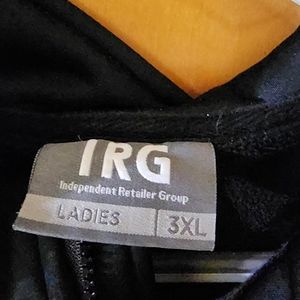 IRG
Independent Retailer Group
LADIES 3XL